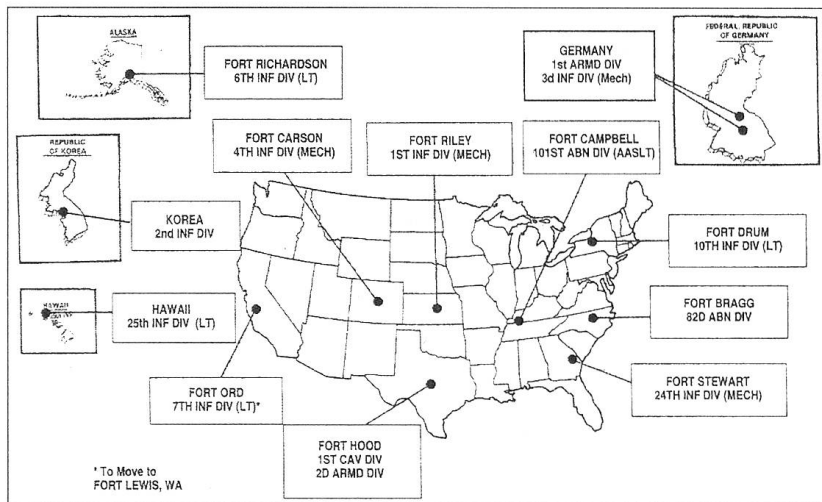 ALASKA
FORT RICHARDSON
6TH INF DIV (LT)
GERMANY
1st ARMD DIV
3d INF DIV (Mech)
FEDERAL REPUBLIC
OF GERMANY
REPUBLIC
OF KOREA
FORT CARSON
4TH INF DIV (MECH)
FORT RILEY
1ST INF DIV (MECH)
FORT CAMPBELL
101ST ABN DIV (AASLT)
KOREA
2nd INF DIV
FORT DRUM
10TH INF DIV (LT)
HAWAII
HAWAII
25th INF DIV (LT)
FORT BRAGG
82D ABN DIV
FORT ORD
7TH INF DIV (LT)*
FORT STEWART
24TH INF DIV (MECH)
FORT HOOD
1ST CAV DIV
2D ARMD DIV
* To Move to
FORT LEWIS, WA